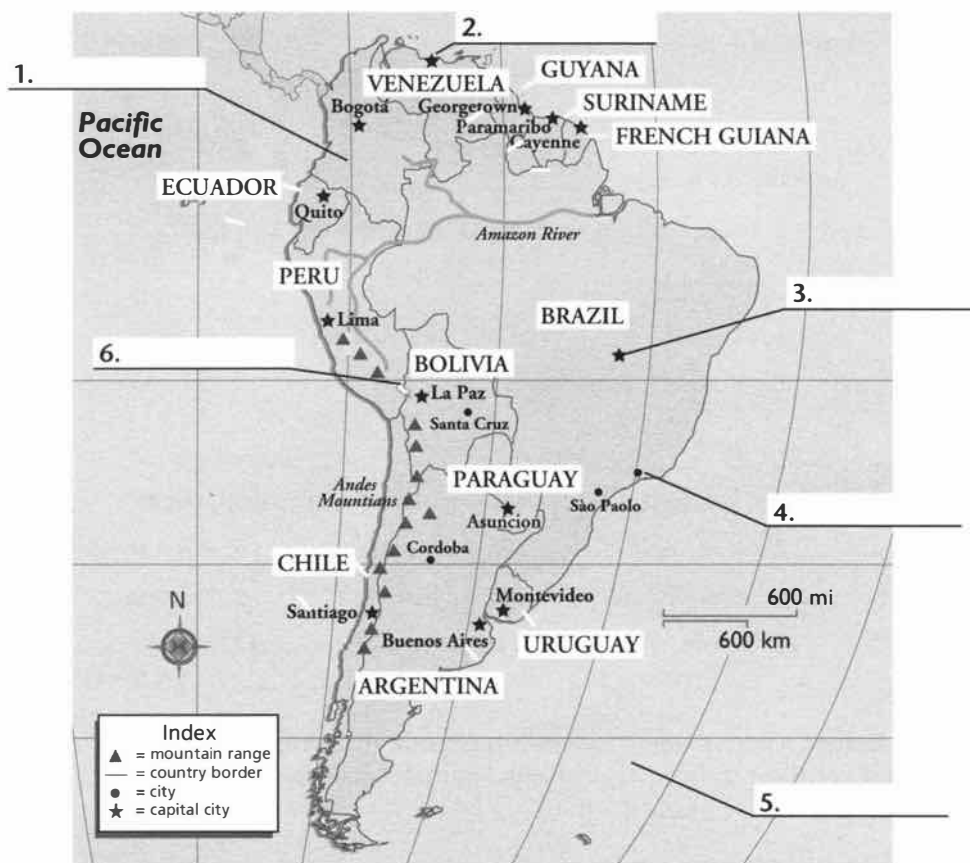 2.
1.
VENEZUELA
GUYANA
Bogotá
Georgetown
SURINAME
Pacific
Ocean
Paramaribo
Cayenne
FRENCH GUIANA
ECUADOR
Quito
Amazon River
PERU
3.
BRAZIL
Lima
6.
BOLIVIA
La Paz
Santa Cruz
Andes
Mountians
PARAGUAY
Sào Paolo
4.
Asuncion
Cordoba
CHILE
N
Santiago
Montevideo
600 mi
Buenos Aires
URUGUAY
600 km
ARGENTINA
Index
= mountain range
= country border
= city
= capital city
5.